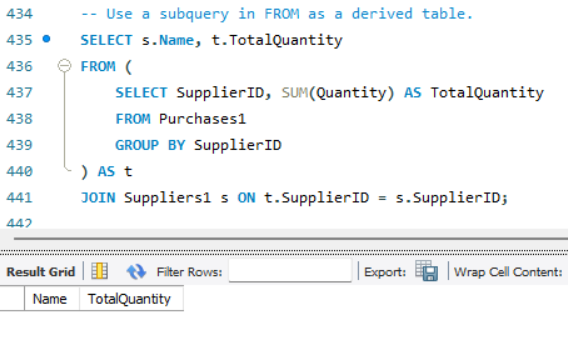 434 -- Use a subquery in FROM as a derived table.
435 SELECT s.Name, t.TotalQuantity
436 FROM (
437 SELECT SupplierID, SUM(Quantity) AS TotalQuantity
438 FROM Purchases1
439 GROUP BY SupplierID
440 ) AS t
441 JOIN Suppliers1 s ON t.SupplierID = s.SupplierID;
442
Result Grid Filter Rows: Export: Wrap Cell Content:
Name TotalQuantity